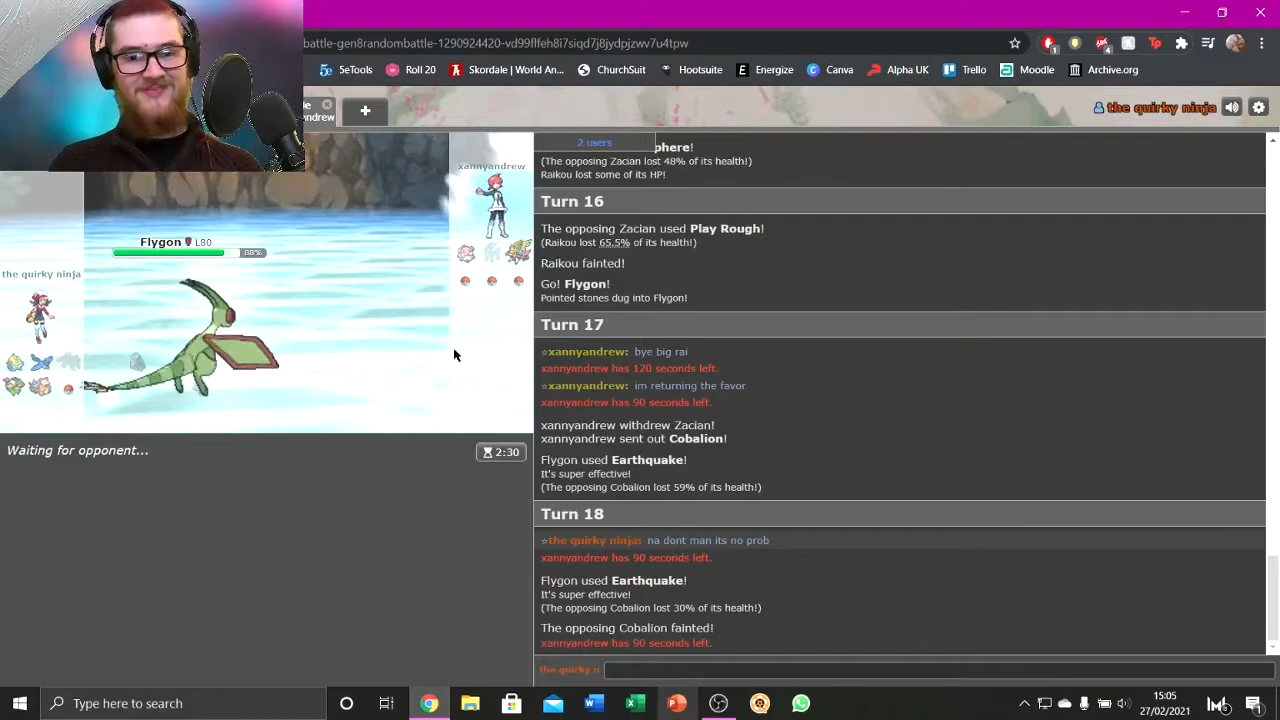 battle-gen8randombattle-1290924420-vd99flfeh8i7siqd7j8jydpjzwv7u4tpw
5eTools
Roll 20
Skordale | World An...
ChurchSuit
Hootsuite
Energize
Canva
Alpha UK
Trello
Moodle
Archive.org
andrew
the quirky ninja
2 users
phere!
(The opposing Zacian lost 48% of its health!)
Raikou lost some of its HP!
Turn 16
The opposing Zacian used Play Rough!
(Raikou lost 65.5% of its health!)
Raikou fainted!
Go! Flygon!
Pointed stones dug into Flygon!
Turn 17
☆xannyandrew: bye big rai
xannyandrew has 120 seconds left.
☆xannyandrew: im returning the favor
xannyandrew has 90 seconds left.
xannyandrew withdrew Zacian!
xannyandrew sent out Cobalion!
Flygon used Earthquake!
It's super effective!
(The opposing Cobalion lost 59% of its health!)
Turn 18
☆the quirky ninja: na dont man its no prob
xannyandrew has 90 seconds left.
Flygon used Earthquake!
It's super effective!
(The opposing Cobalion lost 30% of its health!)
The opposing Cobalion fainted!
xannyandrew has 90 seconds left.
the quirky n
xannyandrew
Flygon L80
88%
the quirky ninja
Waiting for opponent...
2:30
Type here to search
15:05
27/02/2021